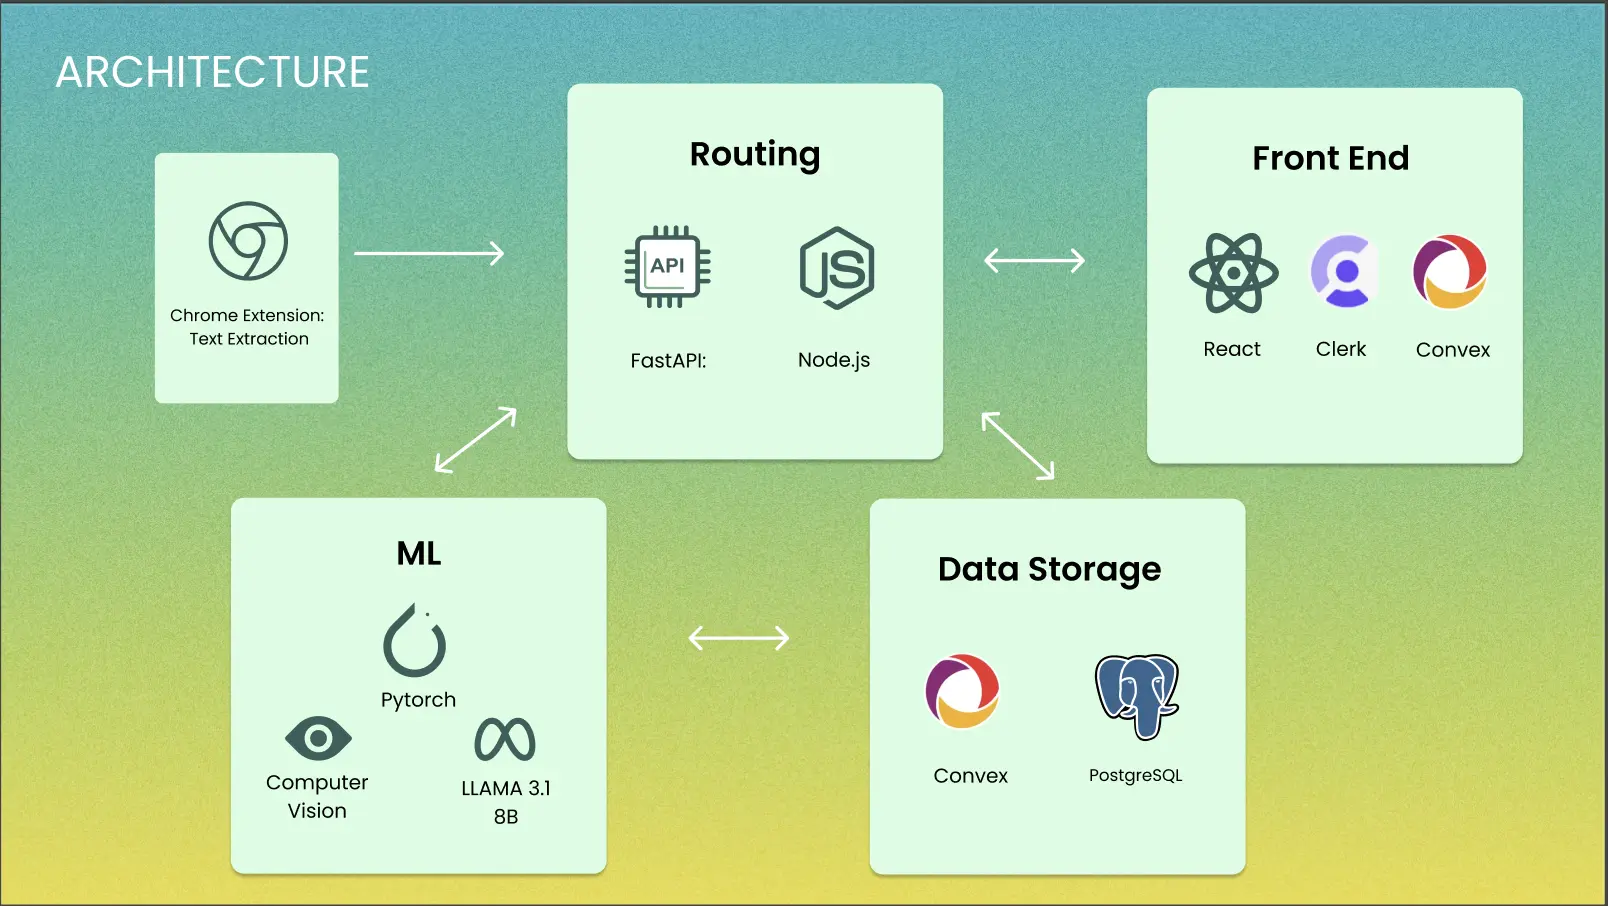 ARCHITECTURE
Chrome Extension:
Text Extraction
Routing
API
JS
FastAPI:
Node.js
Front End
React
Clerk
Convex
ML
Pytorch
Computer
Vision
LLAMA 3.1
8B
Data Storage
Convex
PostgreSQL